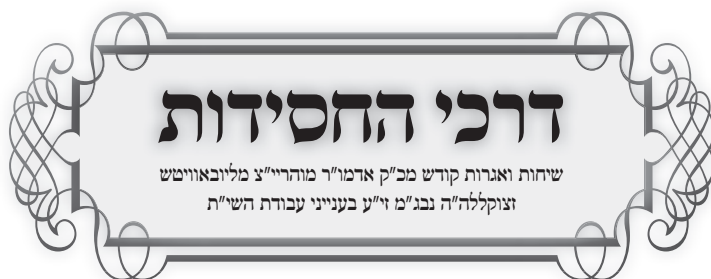 דרכי החסידות
שיחות ואגרות קודש מכ"ק אדמו"ר מוהריי"צ מליובאוויטש
זצוקללה"ה נבג"מ זי"ע בענייני עבודת השי"ת